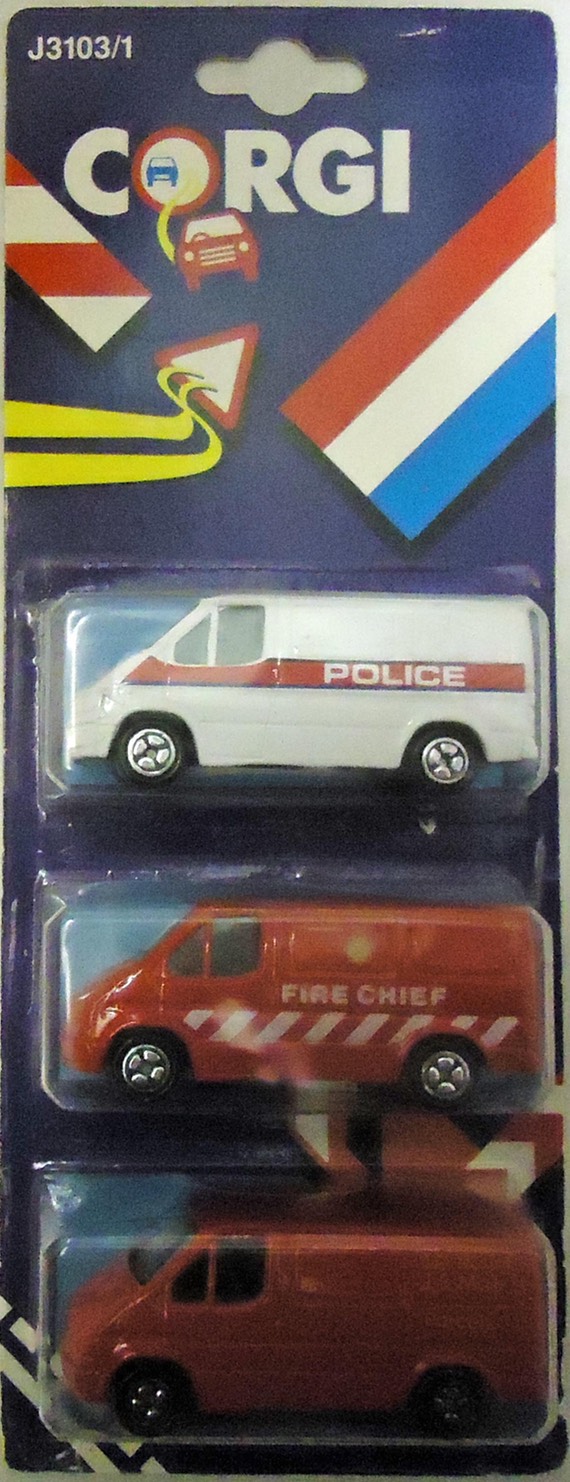 J3103/1
CORGI
POLICE
FIRE CHIEF